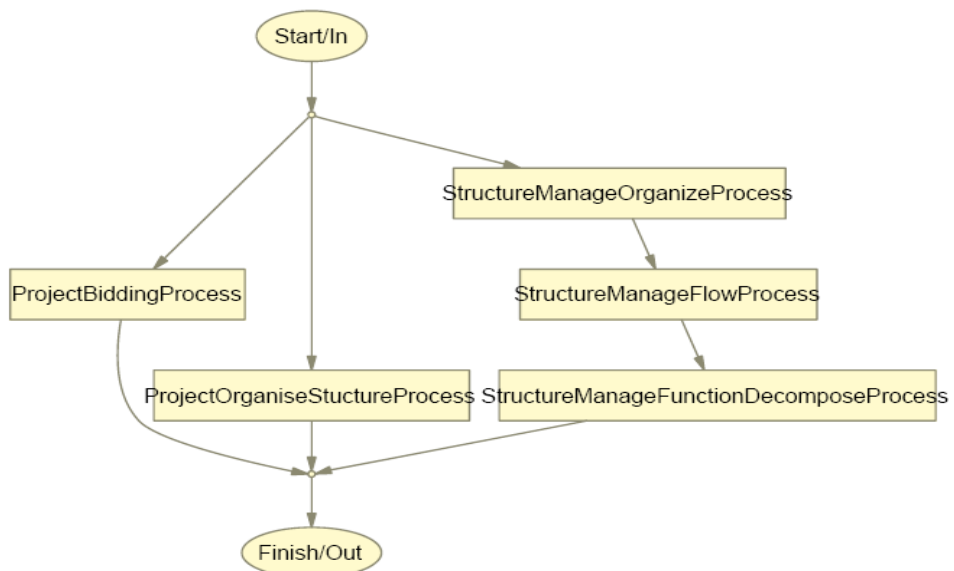 Start/In
StructureManageOrganizeProcess
ProjectBiddingProcess
StructureManageFlowProcess
ProjectOrganiseStuctureProcess
StructureManageFunctionDecomposeProcess
Finish/Out